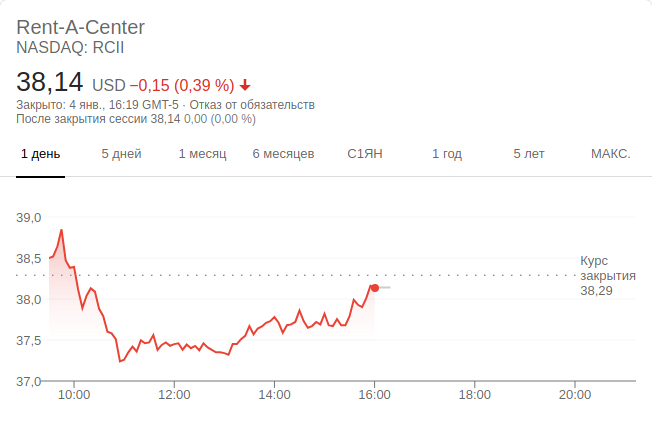 Rent-A-Center
NASDAQ: RCII
38,14 USD −0,15 (0,39 %)
Закрыто: 4 янв., 16:19 GMT-5 · Отказ от обязательств
После закрытия сессии 38,14 0,00 (0,00 %)
1 день 5 дней 1 месяц 6 месяцев С1ЯН 1 год 5 лет МАКС.
39,0
38,5
Курс
закрытия
38,29
38,0
37,5
37,0
10:00 12:00 14:00 16:00 18:00 20:00